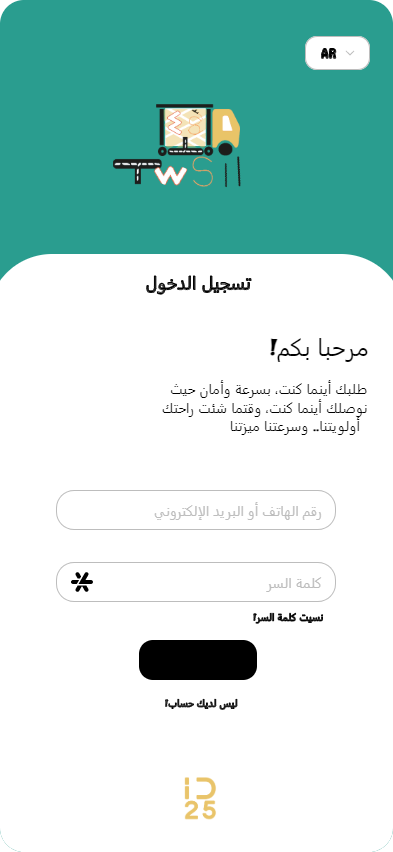 AR
TWSII
تسجيل الدخول
مرحبا بكم!
طلبك أينما كنت، بسرعة وأمان حيث
نوصلك أينما كنت، وقتما شئت راحتك
أولويتنا.. وسرعتنا ميزتنا
رقم الهاتف أو البريد الإلكتروني
كلمة السر
نسيت كلمة السر؟
ليس لديك حساب؟
ID
25